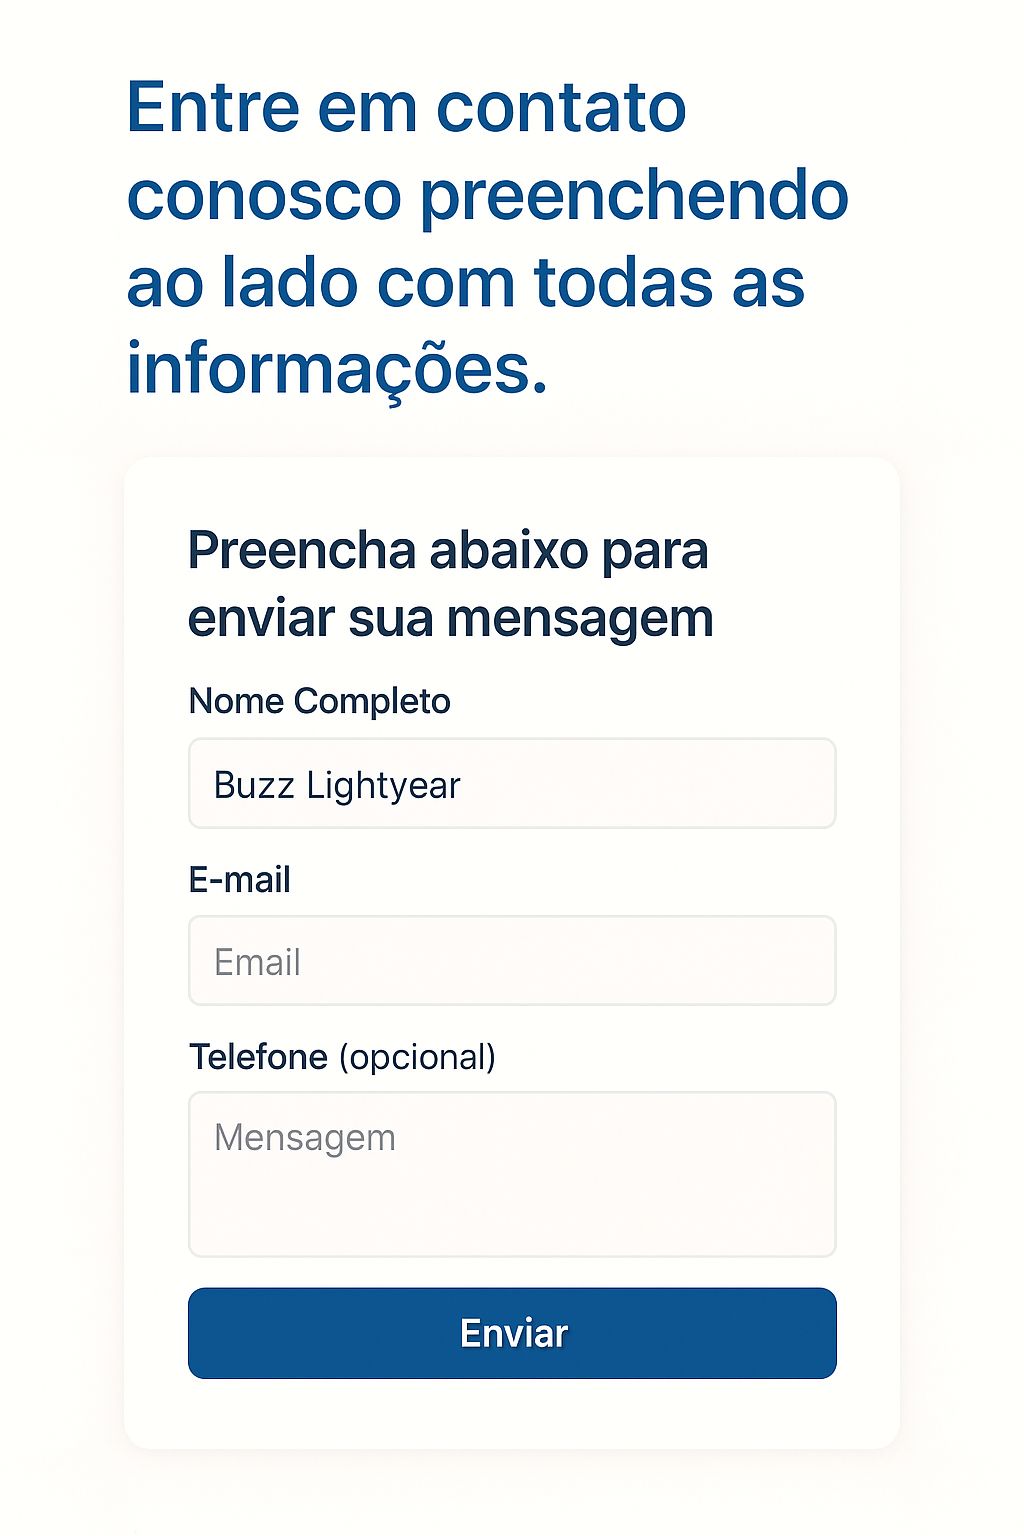 Entre em contato
conosco preenchendo
ao lado com todas as
informações.
Preencha abaixo para
enviar sua mensagem
Nome Completo
Buzz Lightyear
E-mail
Email
Telefone (opcional)
Mensagem
Enviar